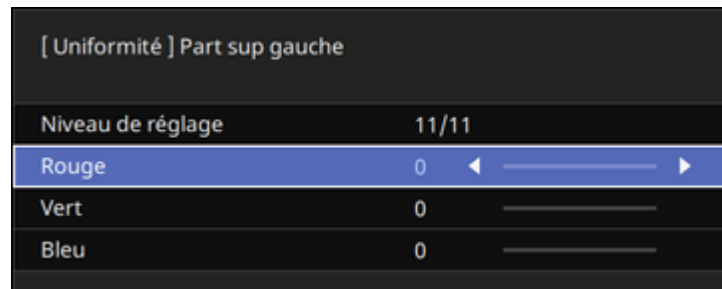 [ Uniformité ] Part sup gauche
Niveau de réglage 11/11
Rouge 0
Vert 0
Bleu 0